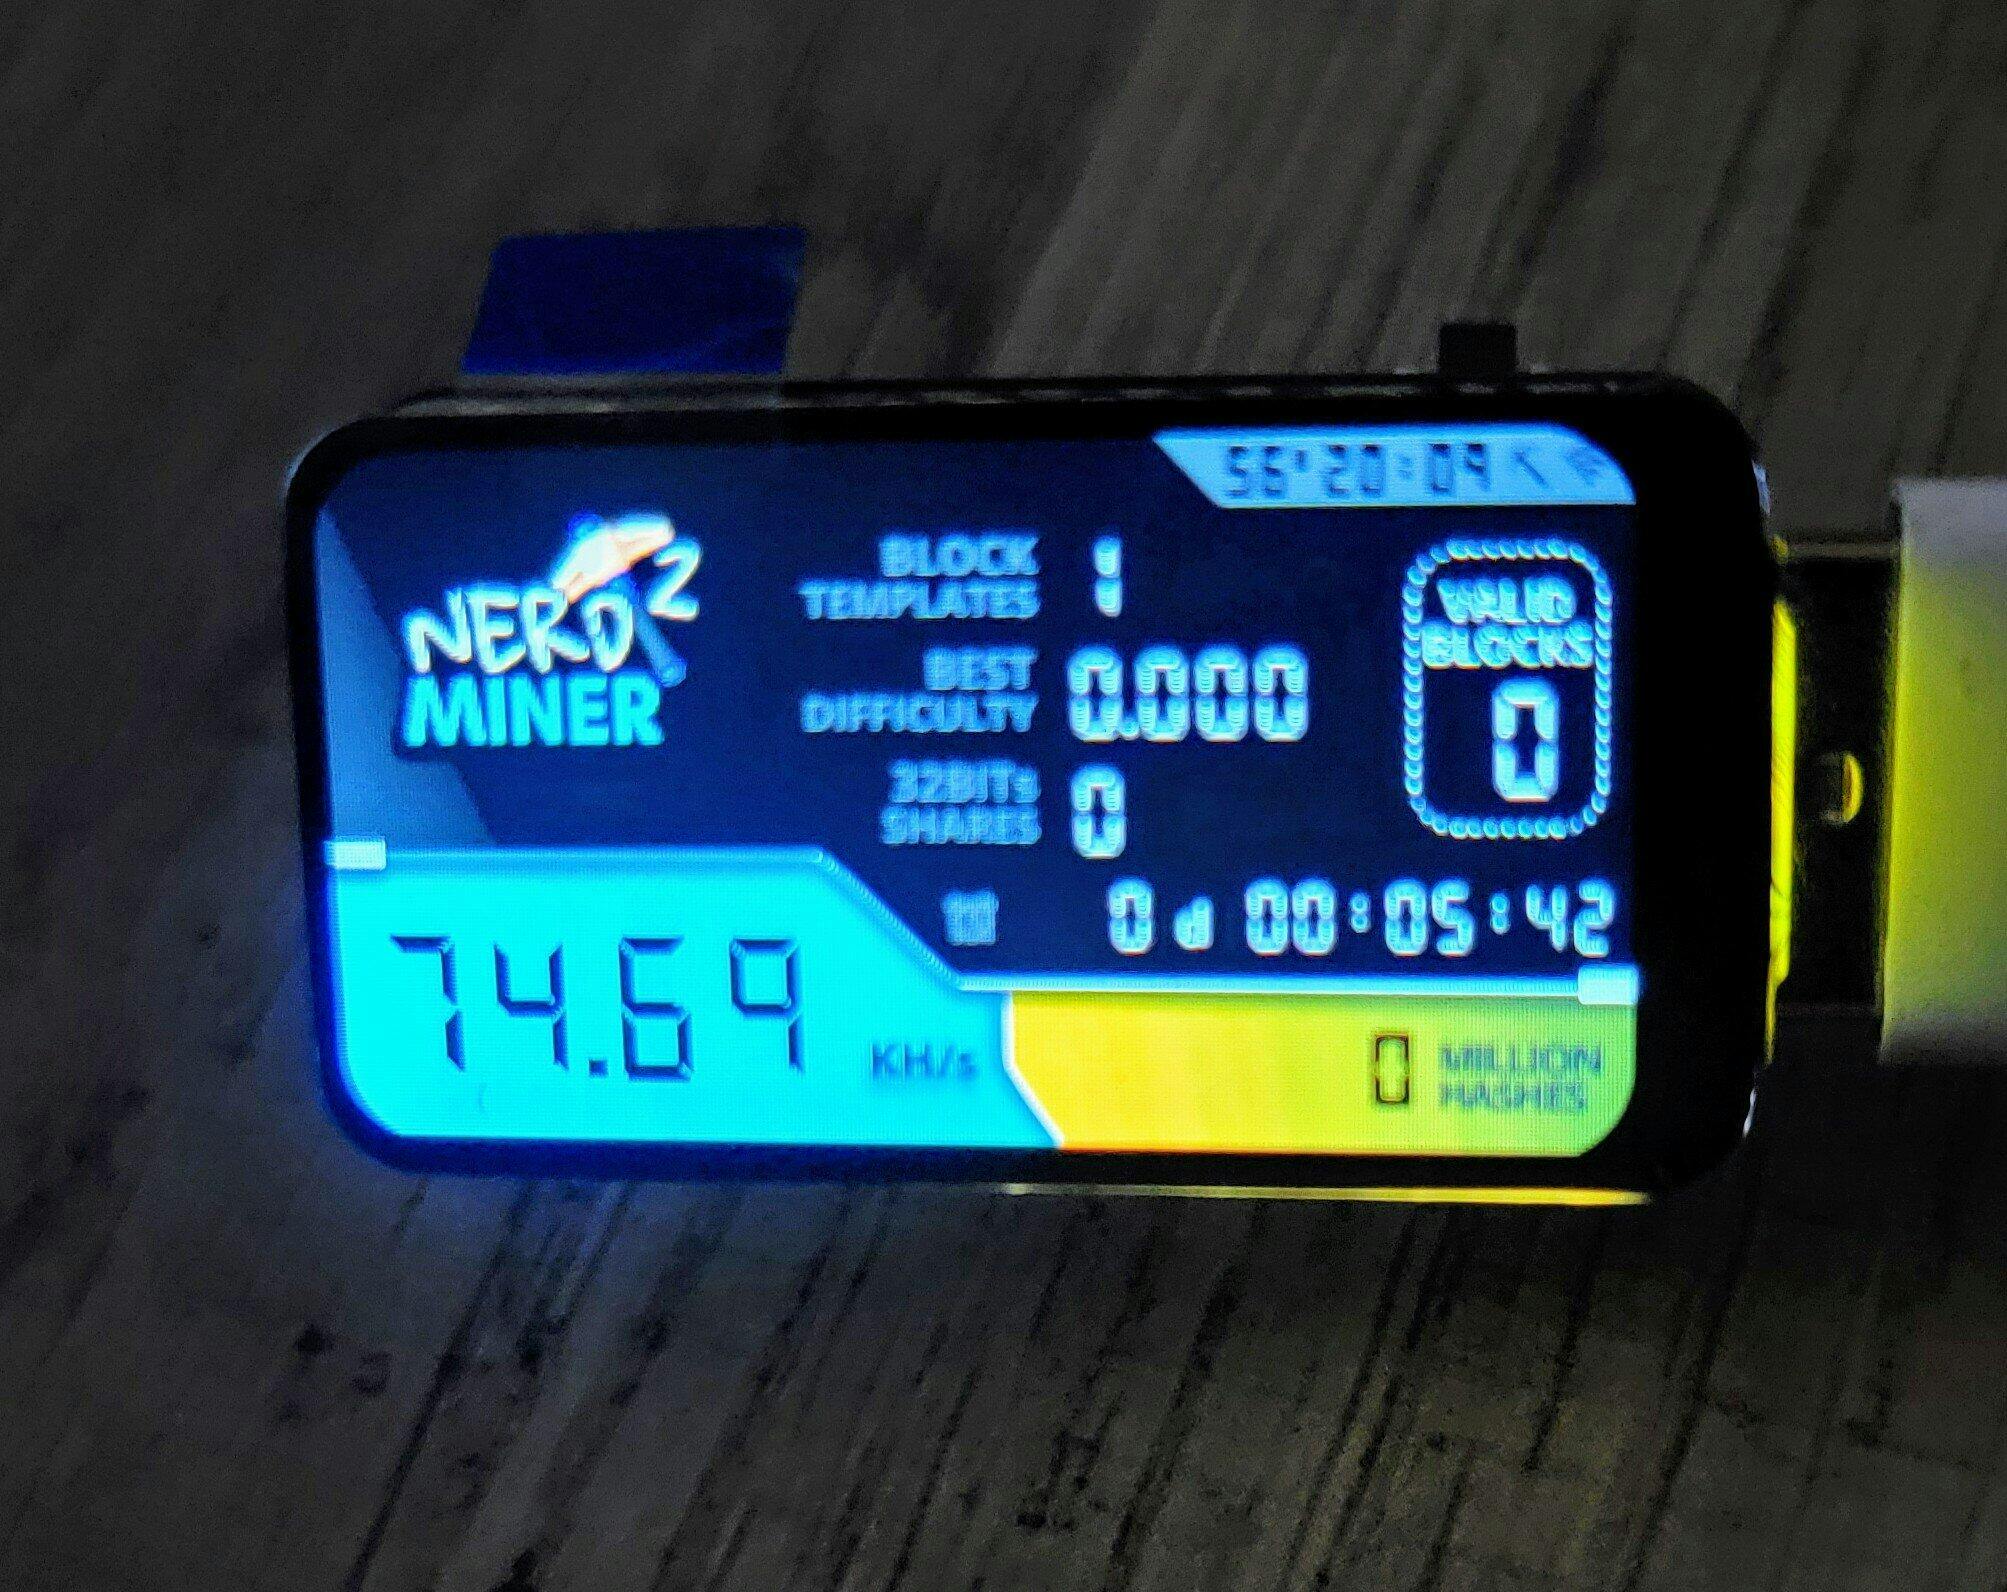 56°20:09
NERD 2
MINER
BLOCK
TEMPLATES 1
BEST
DIFFICULTY 0.000
32BITs
SHARES 0
VALID
BLOCKS
0
0 d 00:05:42
74.69 KH/s
0 MILLION
HASHES